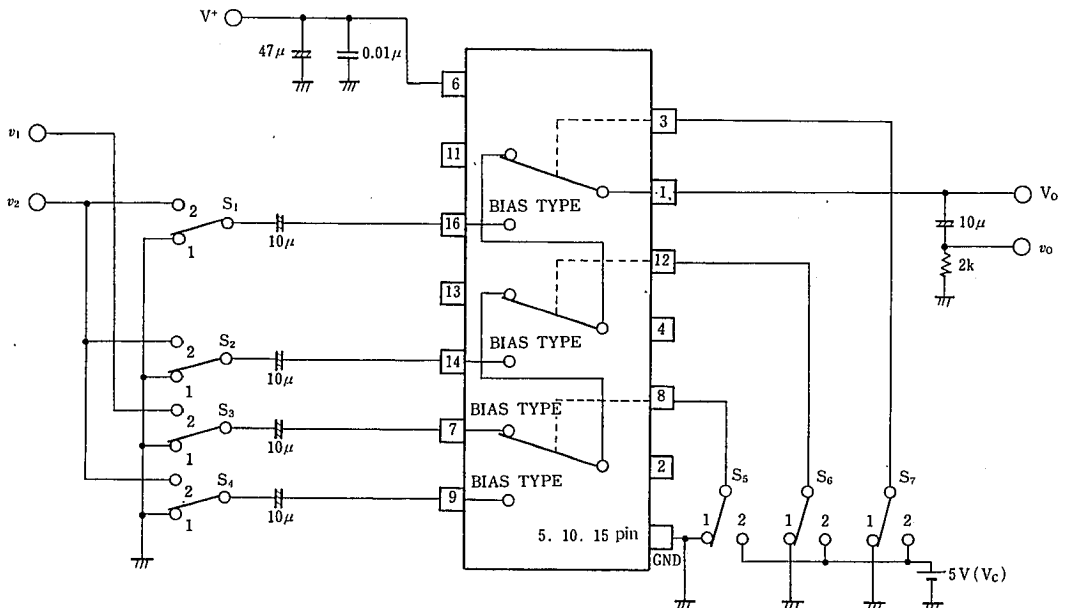 V⁺
47μ
0.01μ
6
v₁
11
3
v₂
2
S₁
1
10μ
16
BIAS TYPE
1
V₀
10μ
v₀
2k
12
13
4
2
S₂
1
10μ
14
BIAS TYPE
8
2
S₃
1
10μ
7
BIAS TYPE
2
2
S₄
1
10μ
9
BIAS TYPE
5. 10. 15 pin
GND
S₅
S₆
S₇
1
2
1
2
1
2
5V(Vc)